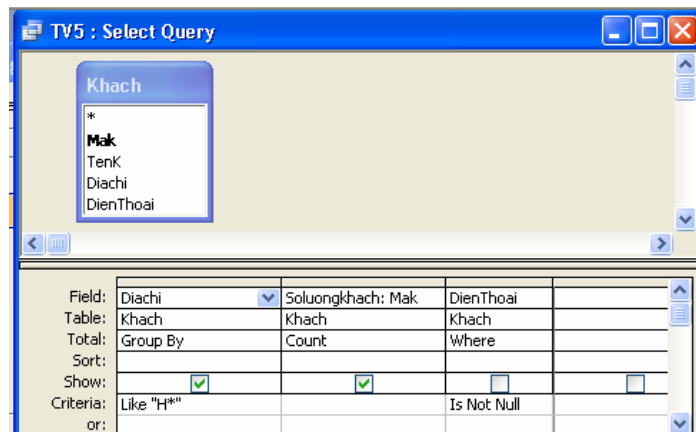 TV5 : Select Query
Khach
*
Mak
TenK
Diachi
DienThoai
Field: Diachi Soluongkhach: Mak DienThoai
Table: Khach Khach Khach
Total: Group By Count Where
Sort:
Show:
Criteria: Like "H*" Is Not Null
or: